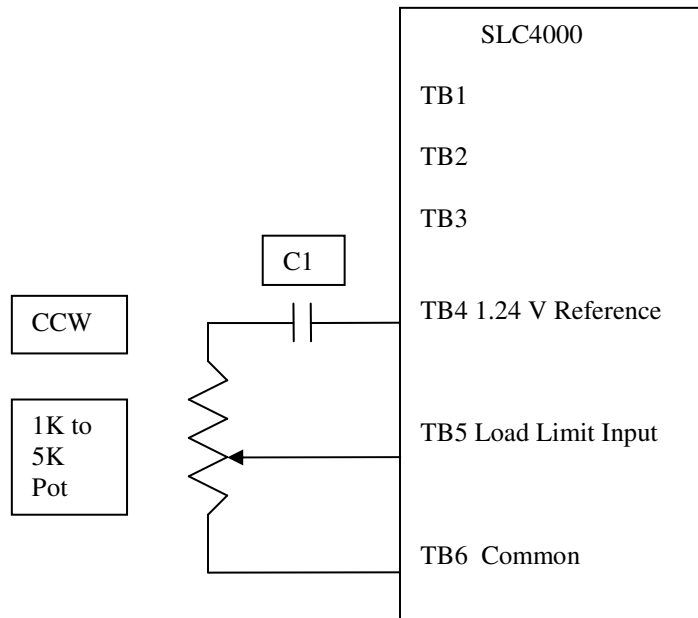 SLC4000
TB1
TB2
TB3
C1
TB4 1.24 V Reference
CCW
1K to
5K
Pot
TB5 Load Limit Input
TB6 Common